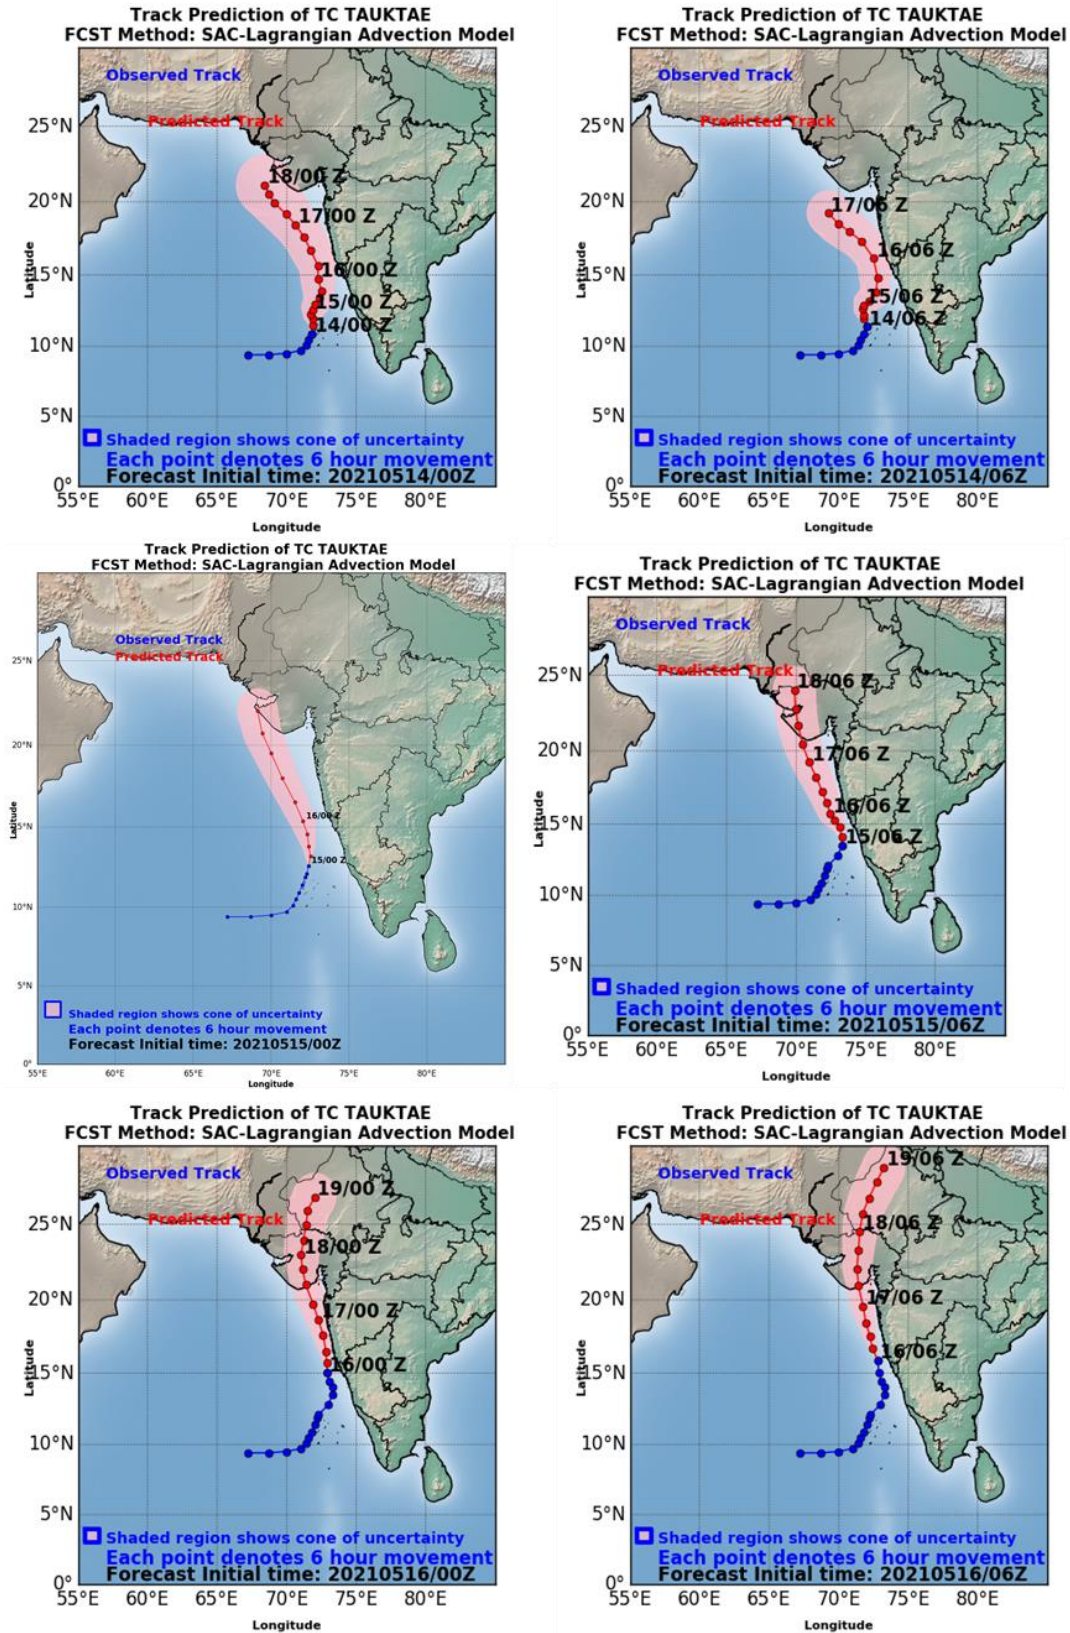 Track Prediction of TC TAUKTAE
FCST Method: SAC-Lagrangian Advection Model
Observed Track
Predicted Track
25°N
20°N
15°N
10°N
5°N
0°
Latitude
18/00 Z
17/00 Z
16/00 Z
15/00 Z
14/00 Z
Shaded region shows cone of uncertainty
Each point denotes 6 hour movement
Forecast Initial time: 20210514/00Z
55°E 60°E 65°E 70°E 75°E 80°E
Longitude
Track Prediction of TC TAUKTAE
FCST Method: SAC-Lagrangian Advection Model
Observed Track
Predicted Track
25°N
20°N
15°N
10°N
5°N
0°
Latitude
17/06 Z
16/06 Z
15/06 Z
14/06 Z
Shaded region shows cone of uncertainty
Each point denotes 6 hour movement
Forecast Initial time: 20210514/06Z
55°E 60°E 65°E 70°E 75°E 80°E
Longitude
Track Prediction of TC TAUKTAE
FCST Method: SAC-Lagrangian Advection Model
Observed Track
Predicted Track
25°N
20°N
15°N
10°N
5°N
0°
Latitude
16/00 Z
15/00 Z
Shaded region shows cone of uncertainty
Each point denotes 6 hour movement
Forecast Initial time: 20210515/00Z
55°E 60°E 65°E 70°E 75°E 80°E
Longitude
Track Prediction of TC TAUKTAE
FCST Method: SAC-Lagrangian Advection Model
Observed Track
Predicted Track
25°N
20°N
15°N
10°N
5°N
0°
Latitude
18/06 Z
17/06 Z
16/06 Z
15/06 Z
Shaded region shows cone of uncertainty
Each point denotes 6 hour movement
Forecast Initial time: 20210515/06Z
55°E 60°E 65°E 70°E 75°E 80°E
Longitude
Track Prediction of TC TAUKTAE
FCST Method: SAC-Lagrangian Advection Model
Observed Track
Predicted Track
25°N
20°N
15°N
10°N
5°N
0°
Latitude
19/00 Z
18/00 Z
17/00 Z
16/00 Z
Shaded region shows cone of uncertainty
Each point denotes 6 hour movement
Forecast Initial time: 20210516/00Z
55°E 60°E 65°E 70°E 75°E 80°E
Longitude
Track Prediction of TC TAUKTAE
FCST Method: SAC-Lagrangian Advection Model
Observed Track
Predicted Track
25°N
20°N
15°N
10°N
5°N
0°
Latitude
19/06 Z
18/06 Z
17/06 Z
16/06 Z
Shaded region shows cone of uncertainty
Each point denotes 6 hour movement
Forecast Initial time: 20210516/06Z
55°E 60°E 65°E 70°E 75°E 80°E
Longitude